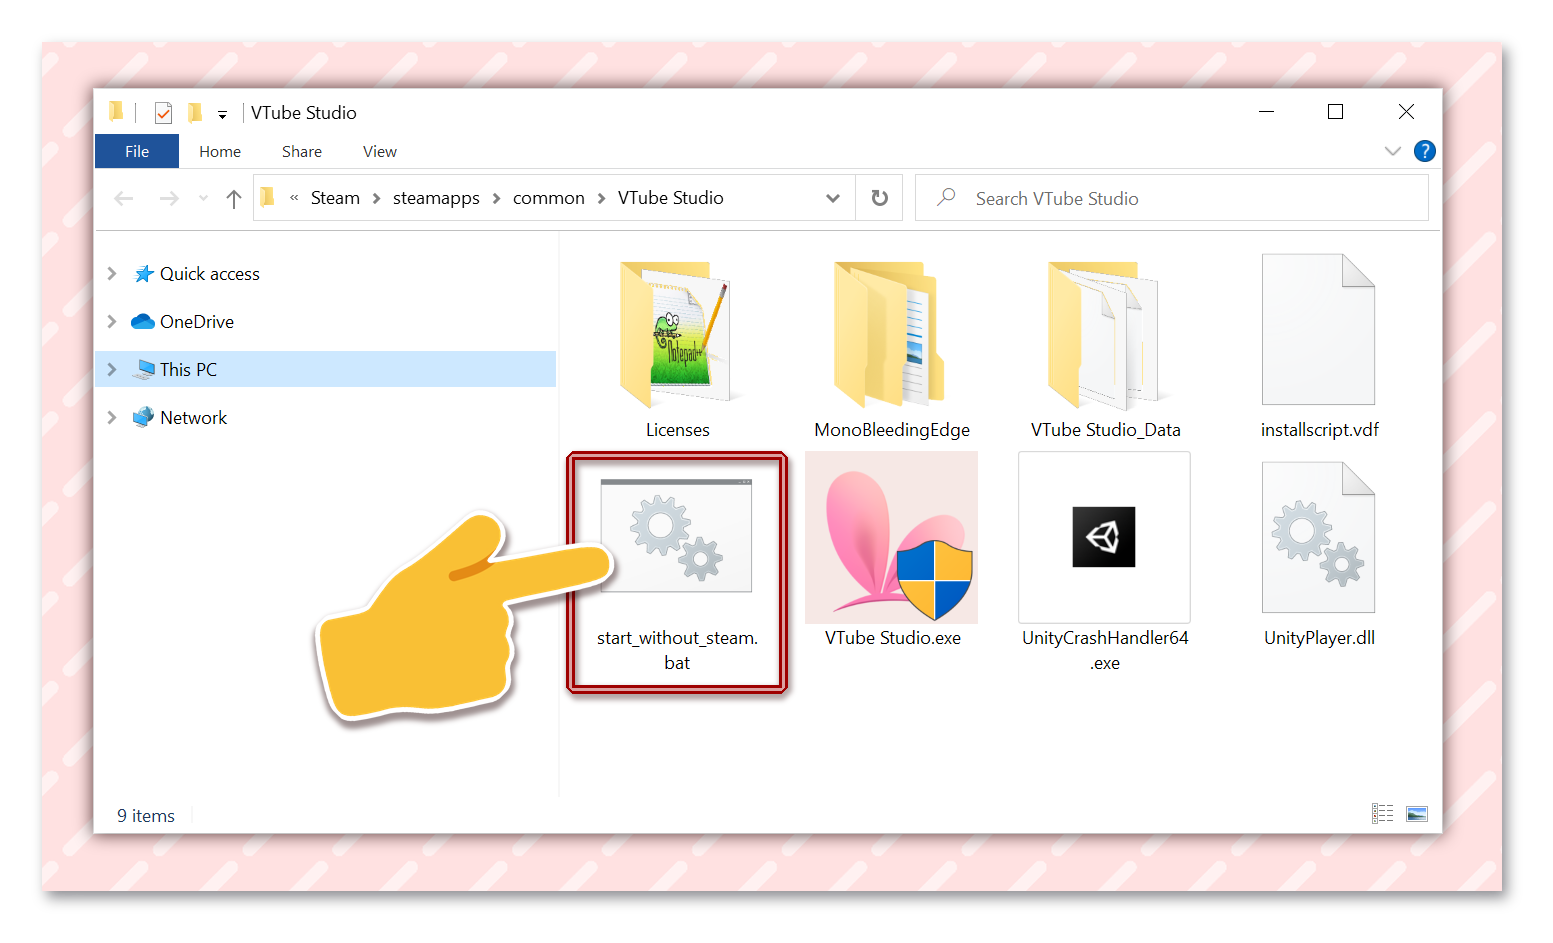 VTube Studio
File Home Share View
« Steam > steamapps > common > VTube Studio
Search VTube Studio
Quick access
OneDrive
This PC
Network
Notepad++
Licenses
MonoBleedingEdge
VTube Studio_Data
installscript.vdf
start_without_steam.
bat
VTube Studio.exe
UnityCrashHandler64
.exe
UnityPlayer.dll
9 items